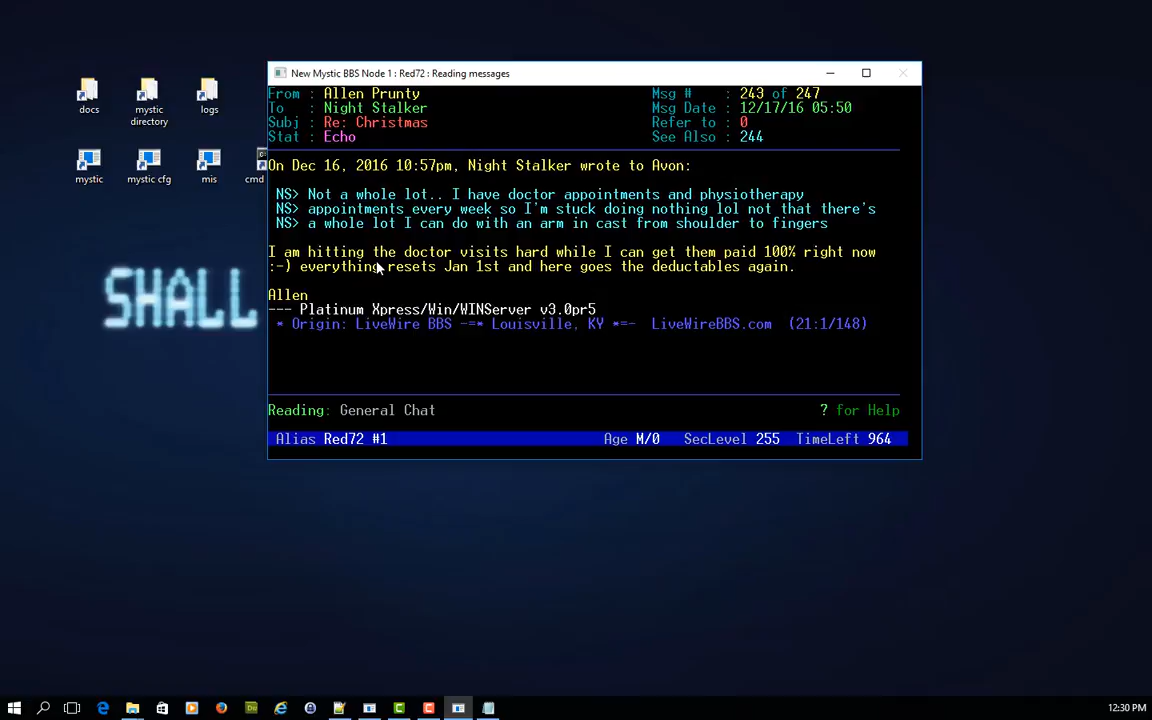 New Mystic BBS Node 1 : Red72 : Reading messages
From : Allen Prunty Msg # : 243 of 247
To : Night Stalker Msg Date : 12/17/16 05:50
Subj : Re: Christmas Refer to : 0
Stat : Echo See Also : 244
On Dec 16, 2016 10:57pm, Night Stalker wrote to Avon:
NS> Not a whole lot.. I have doctor appointments and physiotherapy
NS> appointments every week so I'm stuck doing nothing lol not that there's
NS> a whole lot I can do with an arm in cast from shoulder to fingers
I am hitting the doctor visits hard while I can get them paid 100% right now
:-) everything resets Jan 1st and here goes the deductables again.
Allen
--- Platinum Xpress/Win/WINServer v3.0pr5
* Origin: LiveWire BBS -=* Louisville, KY *=- LiveWireBBS.com (21:1/148)
Reading: General Chat ? for Help
Alias Red72 #1 Age M/0 SecLevel 255 TimeLeft 964
docs
mystic directory
logs
mystic
mystic cfg
mis
cmd
SHALL
12:30 PM